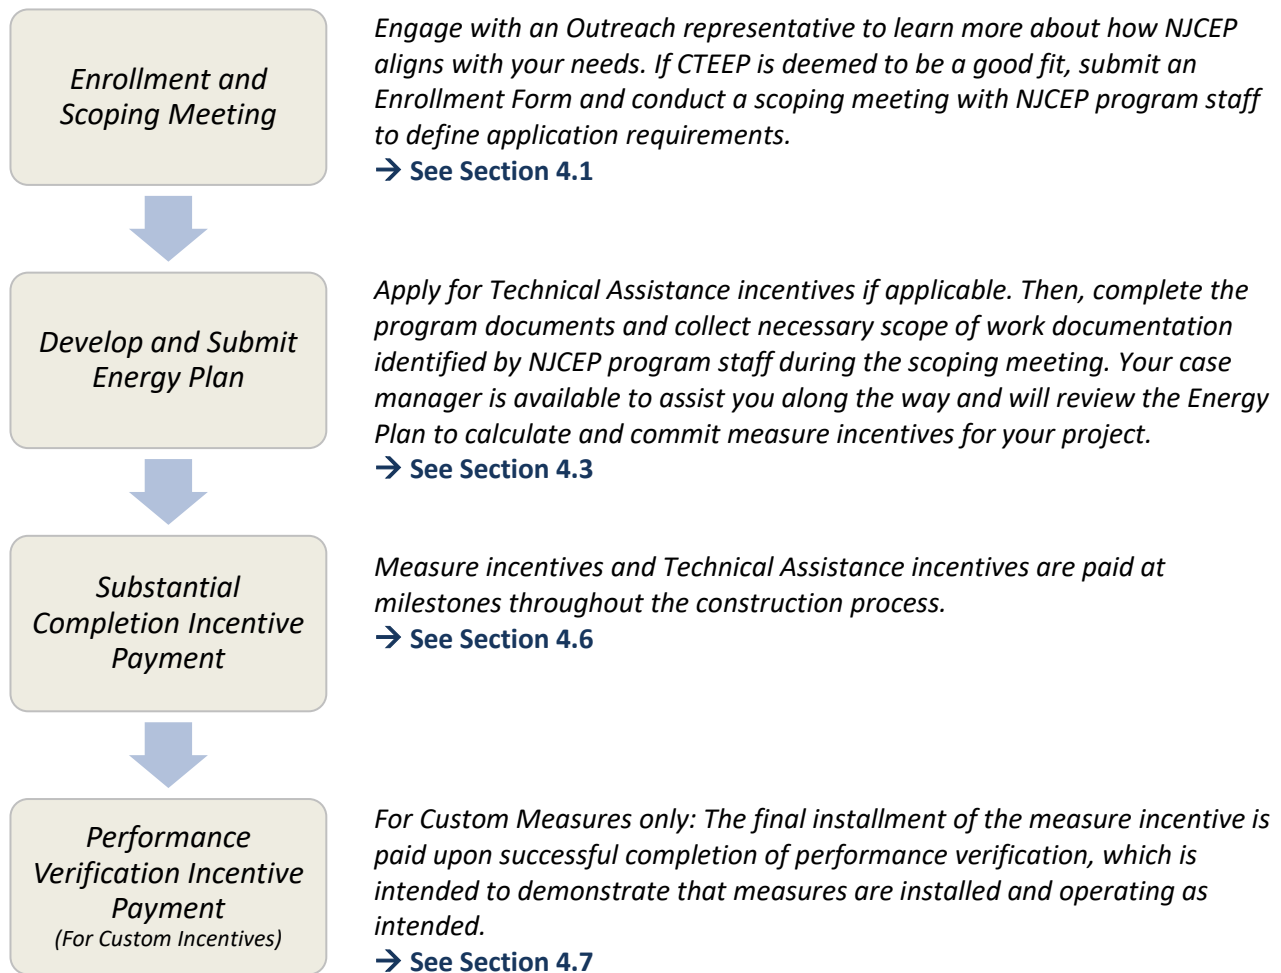 Enrollment and
Scoping Meeting
Engage with an Outreach representative to learn more about how NJCEP
aligns with your needs. If CTEEP is deemed to be a good fit, submit an
Enrollment Form and conduct a scoping meeting with NJCEP program staff
to define application requirements.
→ See Section 4.1
Develop and Submit
Energy Plan
Apply for Technical Assistance incentives if applicable. Then, complete the
program documents and collect necessary scope of work documentation
identified by NJCEP program staff during the scoping meeting. Your case
manager is available to assist you along the way and will review the Energy
Plan to calculate and commit measure incentives for your project.
→ See Section 4.3
Substantial
Completion Incentive
Payment
Measure incentives and Technical Assistance incentives are paid at
milestones throughout the construction process.
→ See Section 4.6
Performance
Verification Incentive
Payment
(For Custom Incentives)
For Custom Measures only: The final installment of the measure incentive is
paid upon successful completion of performance verification, which is
intended to demonstrate that measures are installed and operating as
intended.
→ See Section 4.7